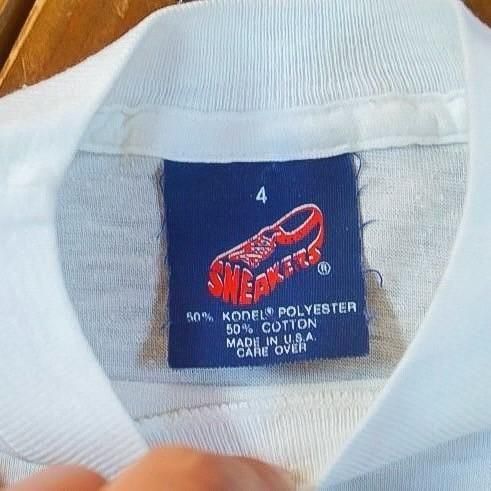 4
SNEAKERS®
50% KODEL® POLYESTER
50% COTTON
MADE IN U.S.A.
CARE OVER